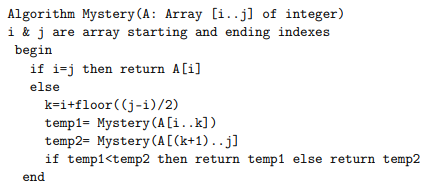 Algorithm Mystery(A: Array [i..j] of integer)
i & j are array starting and ending indexes
begin
if i=j then return A[i]
else
k=i+floor((j-i)/2)
temp1= Mystery(A[i..k])
temp2= Mystery(A[(k+1)..j]
if temp1<temp2 then return temp1 else return temp2
end